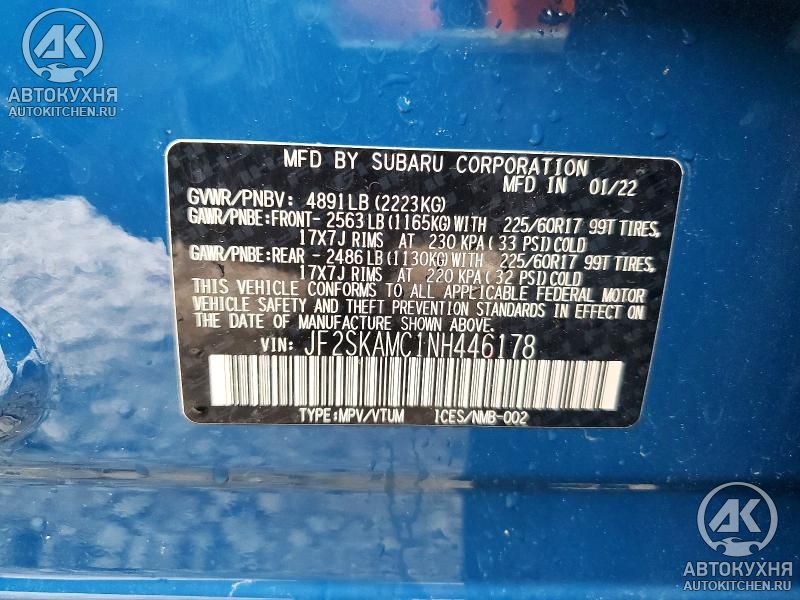 АВТОКУХНЯ
AUTOKITCHEN.RU
MFD BY SUBARU CORPORATION
MFD IN 01/22
GVWR/PNBV: 4891 LB (2223KG)
GAWR/PNBE:FRONT- 2563 LB (1165KG) WITH 225/60R17 99T TIRES,
17X7J RIMS AT 230 KPA ( 33 PSI) COLD
GAWR/PNBE:REAR - 2486 LB (1130KG) WITH 225/60R17 99T TIRES,
17X7J RIMS AT 220 KPA ( 32 PSI) COLD
THIS VEHICLE CONFORMS TO ALL APPLICABLE FEDERAL MOTOR
VEHICLE SAFETY AND THEFT PREVENTION STANDARDS IN EFFECT ON
THE DATE OF MANUFACTURE SHOWN ABOVE.
VIN: JF2SKAMC1NH446178
TYPE:MPV/VTUM ICES/NMB-002
АВТОКУХНЯ
AUTOKITCHEN.RU